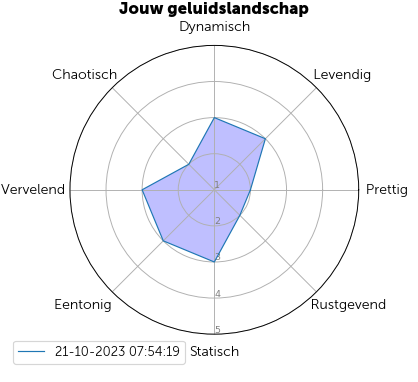 Jouw geluidslandschap
Dynamisch
Chaotisch
Levendig
Vervelend
1
Prettig
2
3
4
Eentonig
Rustgevend
5
21-10-2023 07:54:19
Statisch